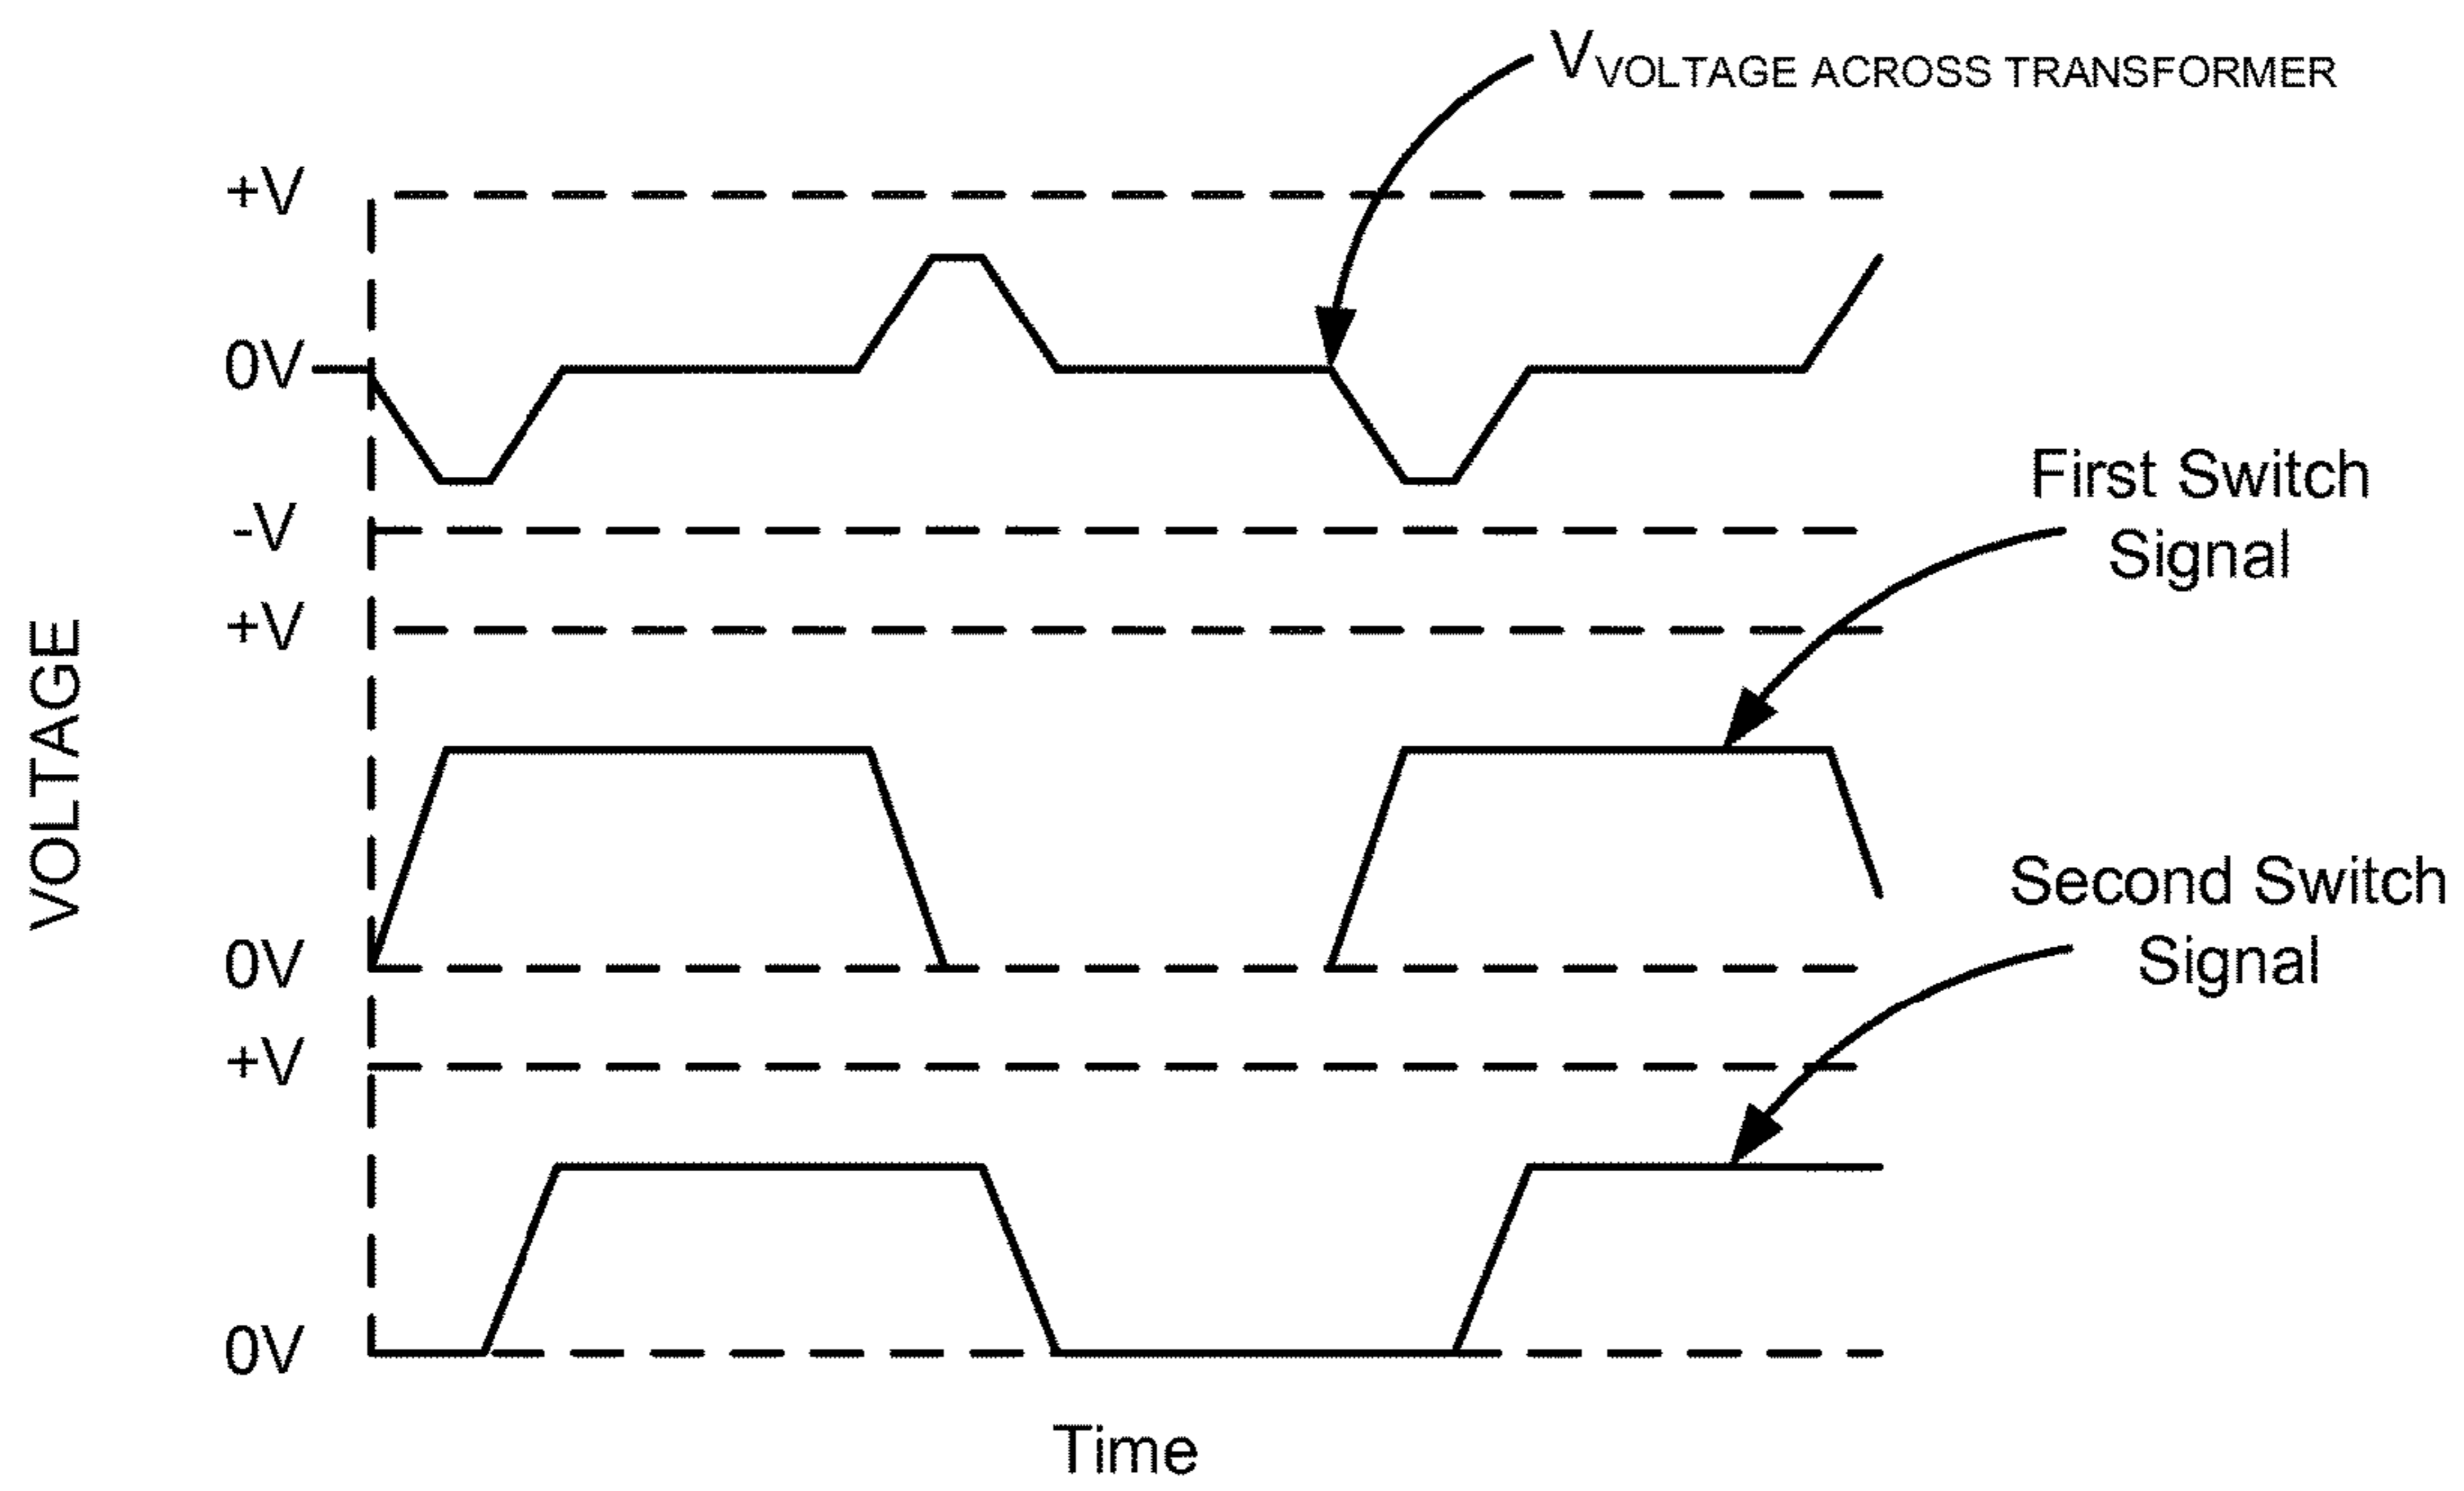 VVOLTAGE ACROSS TRANSFORMER
+V
0V
-V
First Switch
Signal
+V
0V
Second Switch
Signal
+V
0V
VOLTAGE
Time